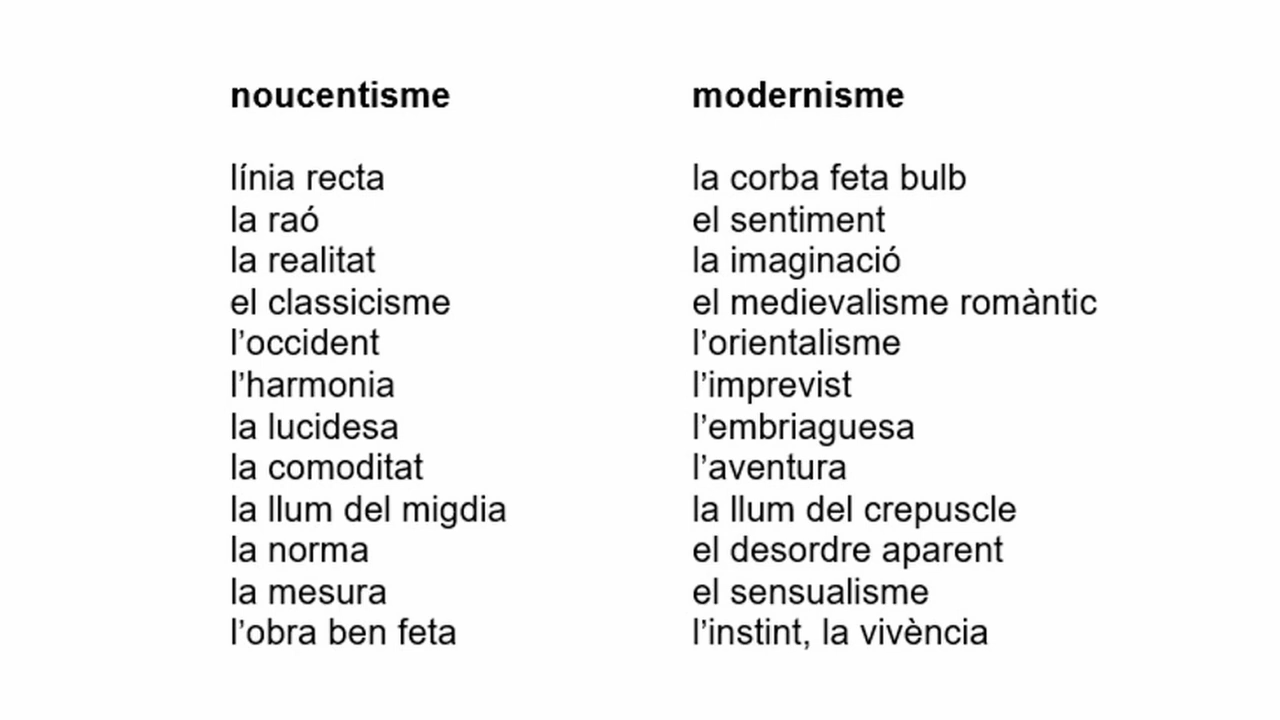 noucentisme modernisme
línia recta la corba feta bulb
la raó el sentiment
la realitat la imaginació
el classicisme el medievalisme romàntic
l’occident l’orientalisme
l’harmonia l’imprevist
la lucidesa l’embriaguesa
la comoditat l’aventura
la llum del migdia la llum del crepuscle
la norma el desordre aparent
la mesura el sensualisme
l’obra ben feta l’instint, la vivència